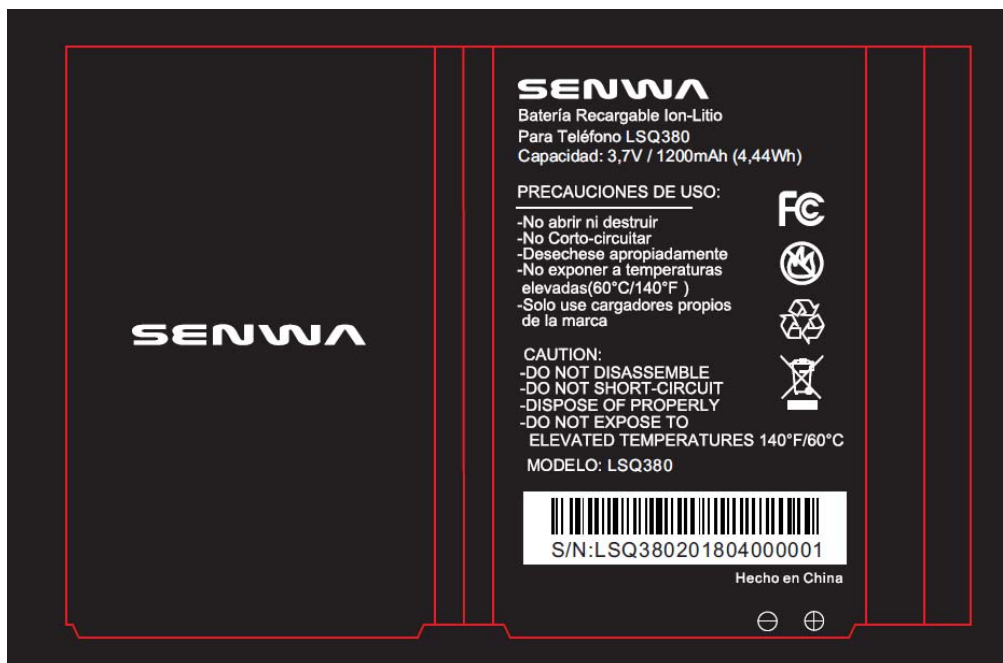 SENWA
SENWA
Batería Recargable Ion-Litio
Para Teléfono LSQ380
Capacidad: 3,7V / 1200mAh (4,44Wh)
PRECAUCIONES DE USO:
-No abrir ni destruir
-No Corto-circuitar
-Desechese apropiadamente
-No exponer a temperaturas
elevadas(60°C/140°F )
-Solo use cargadores propios
de la marca
FC
CAUTION:
-DO NOT DISASSEMBLE
-DO NOT SHORT-CIRCUIT
-DISPOSE OF PROPERLY
-DO NOT EXPOSE TO
ELEVATED TEMPERATURES 140°F/60°C
MODELO: LSQ380
S/N:LSQ380201804000001
Hecho en China